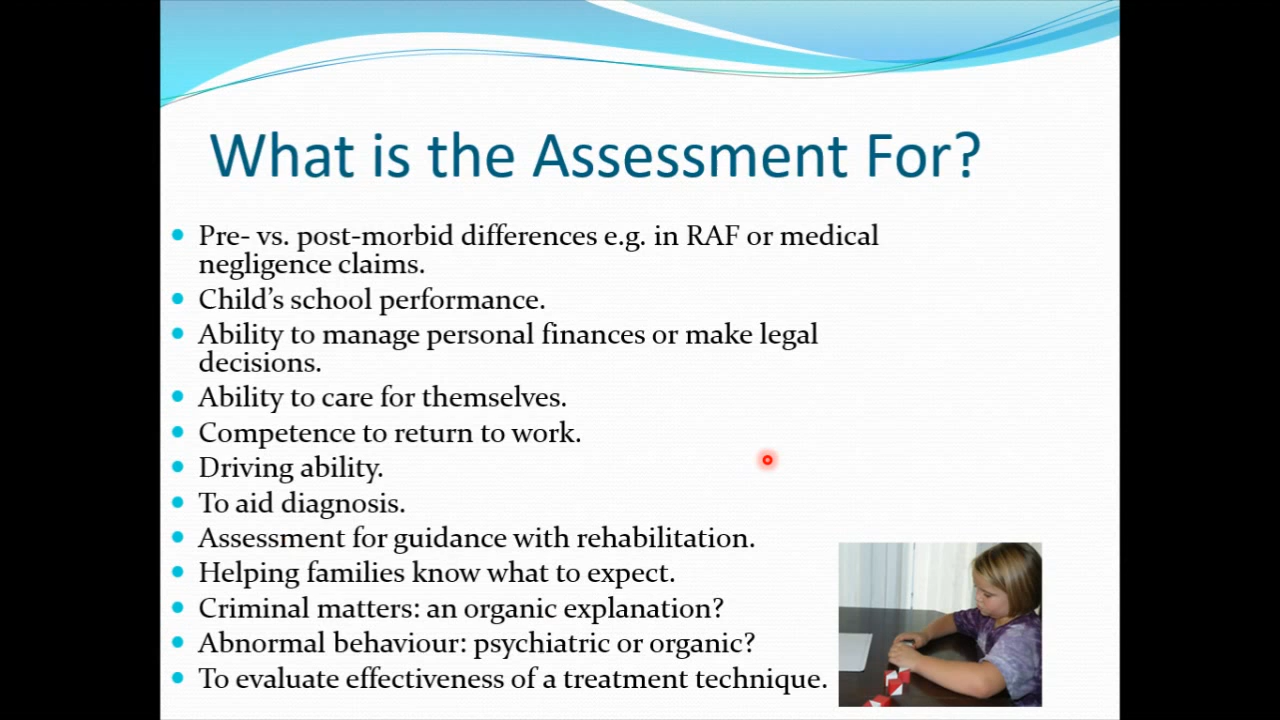 What is the Assessment For?
• Pre- vs. post-morbid differences e.g. in RAF or medical
negligence claims.
• Child's school performance.
• Ability to manage personal finances or make legal
decisions.
• Ability to care for themselves.
• Competence to return to work.
• Driving ability.
• To aid diagnosis.
• Assessment for guidance with rehabilitation.
• Helping families know what to expect.
• Criminal matters: an organic explanation?
• Abnormal behaviour: psychiatric or organic?
• To evaluate effectiveness of a treatment technique.